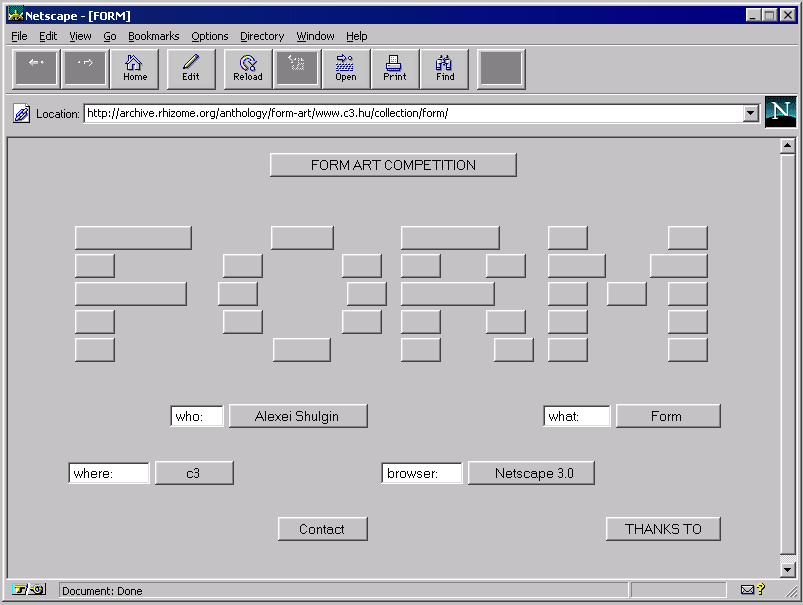 Netscape - [FORM]
File Edit View Go Bookmarks Options Directory Window Help
Home Edit Reload Open Print Find
Location: http://archive.rhizome.org/anthology/form-art/www.c3.hu/collection/form/
N
FORM ART COMPETITION
FORM
who: Alexei Shulgin what: Form
where: c3 browser: Netscape 3.0
Contact THANKS TO
Document: Done